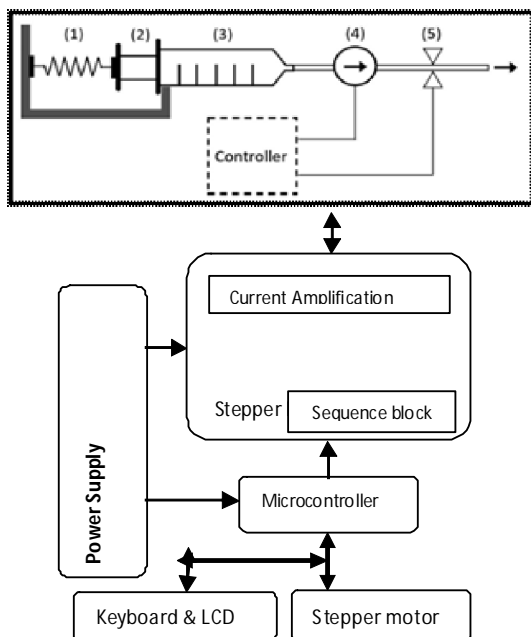 (1) (2) (3) (4) (5)
Controller
Current Amplification
Stepper
Sequence block
Power Supply
Microcontroller
Keyboard & LCD
Stepper motor